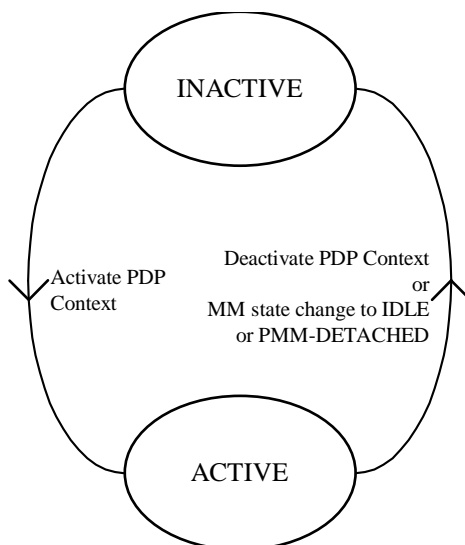 INACTIVE
Activate PDP
Context
Deactivate PDP Context
or
MM state change to IDLE
or PMM-DETACHED
ACTIVE